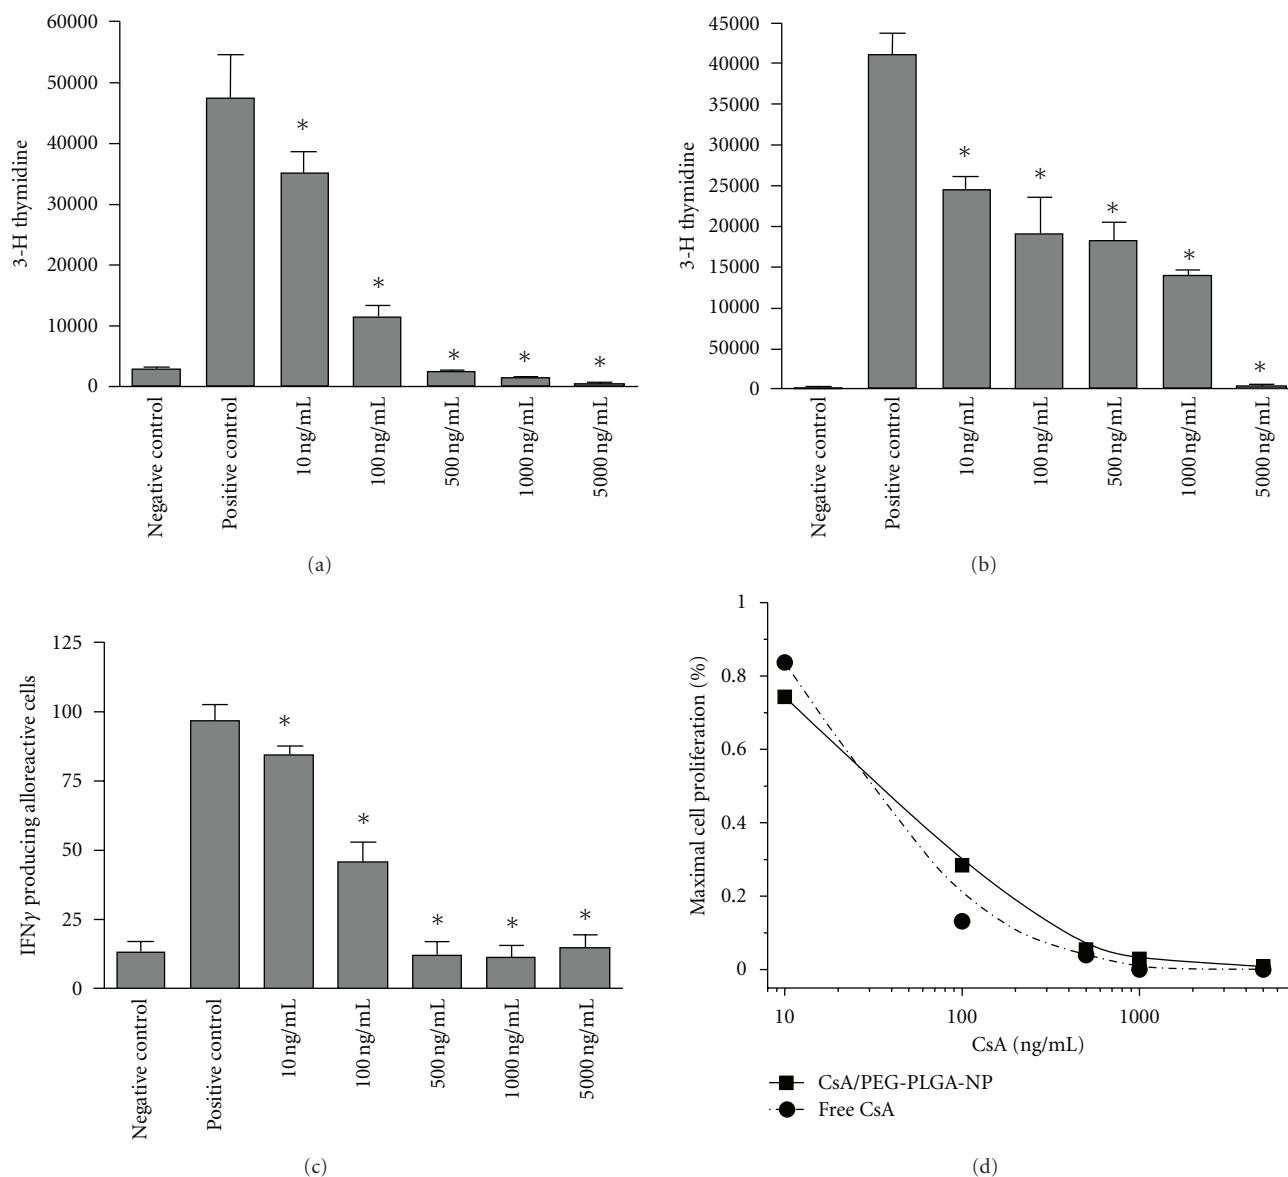 60000
50000
40000
30000
20000
10000
0
3-H thymidine
*
*
*
*
*
Negative control
Positive control
10 ng/mL
100 ng/mL
500 ng/mL
1000 ng/mL
5000 ng/mL
(a)
45000
40000
35000
30000
25000
20000
15000
10000
50000
0
3-H thymidine
*
*
*
*
*
Negative control
Positive control
10 ng/mL
100 ng/mL
500 ng/mL
1000 ng/mL
5000 ng/mL
(b)
125
100
75
50
25
0
IFNγ producing alloreactive cells
*
*
*
*
*
Negative control
Positive control
10 ng/mL
100 ng/mL
500 ng/mL
1000 ng/mL
5000 ng/mL
(c)
1
0.8
0.6
0.4
0.2
0
Maximal cell proliferation (%)
10
100
1000
CsA (ng/mL)
CsA/PEG-PLGA-NP
Free CsA
(d)